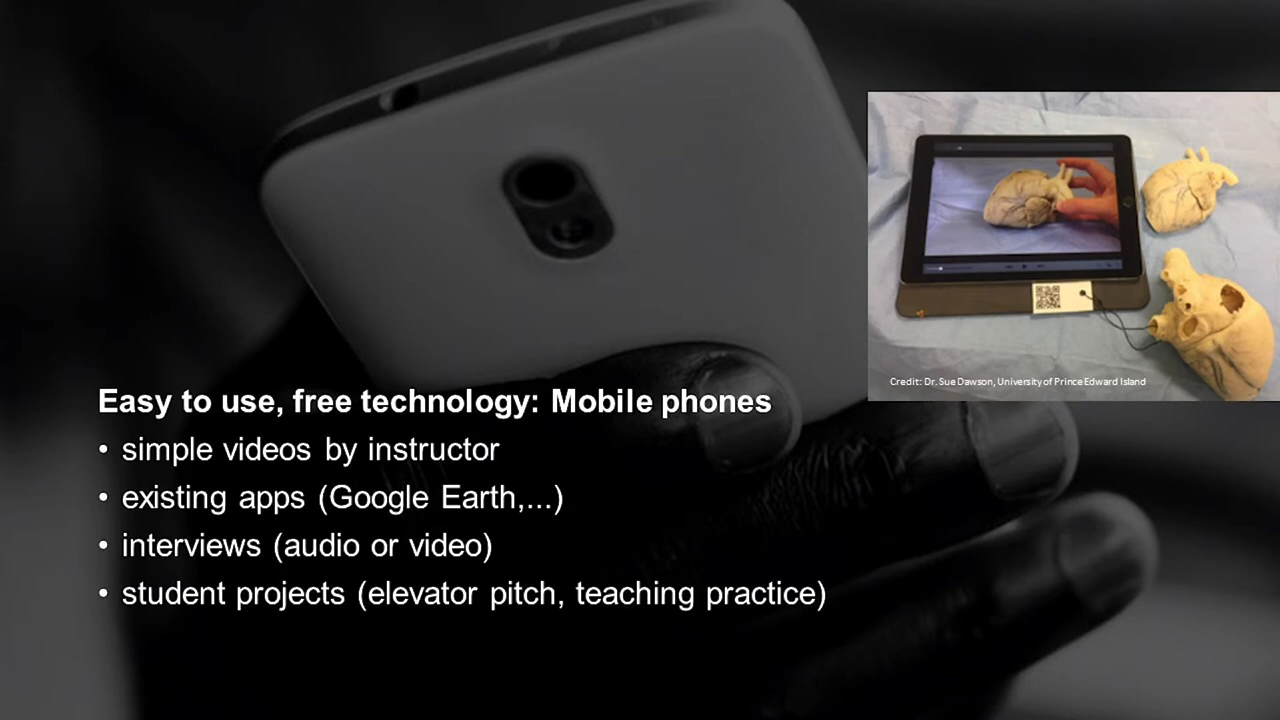 Easy to use, free technology: Mobile phones
• simple videos by instructor
• existing apps (Google Earth,...)
• interviews (audio or video)
• student projects (elevator pitch, teaching practice)
Credit: Dr. Sue Dawson, University of Prince Edward Island